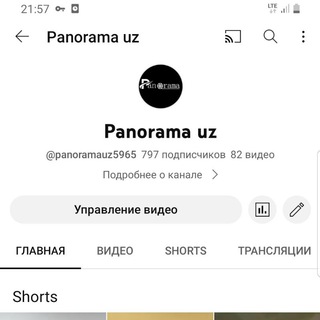 21:57
LTE
Panorama uz
Panorama
Panorama uz
@panoramauz5965 797 подписчиков 82 видео
Подробнее о канале
Управление видео
ГЛАВНАЯ ВИДЕО SHORTS ТРАНСЛЯЦИИ
Shorts